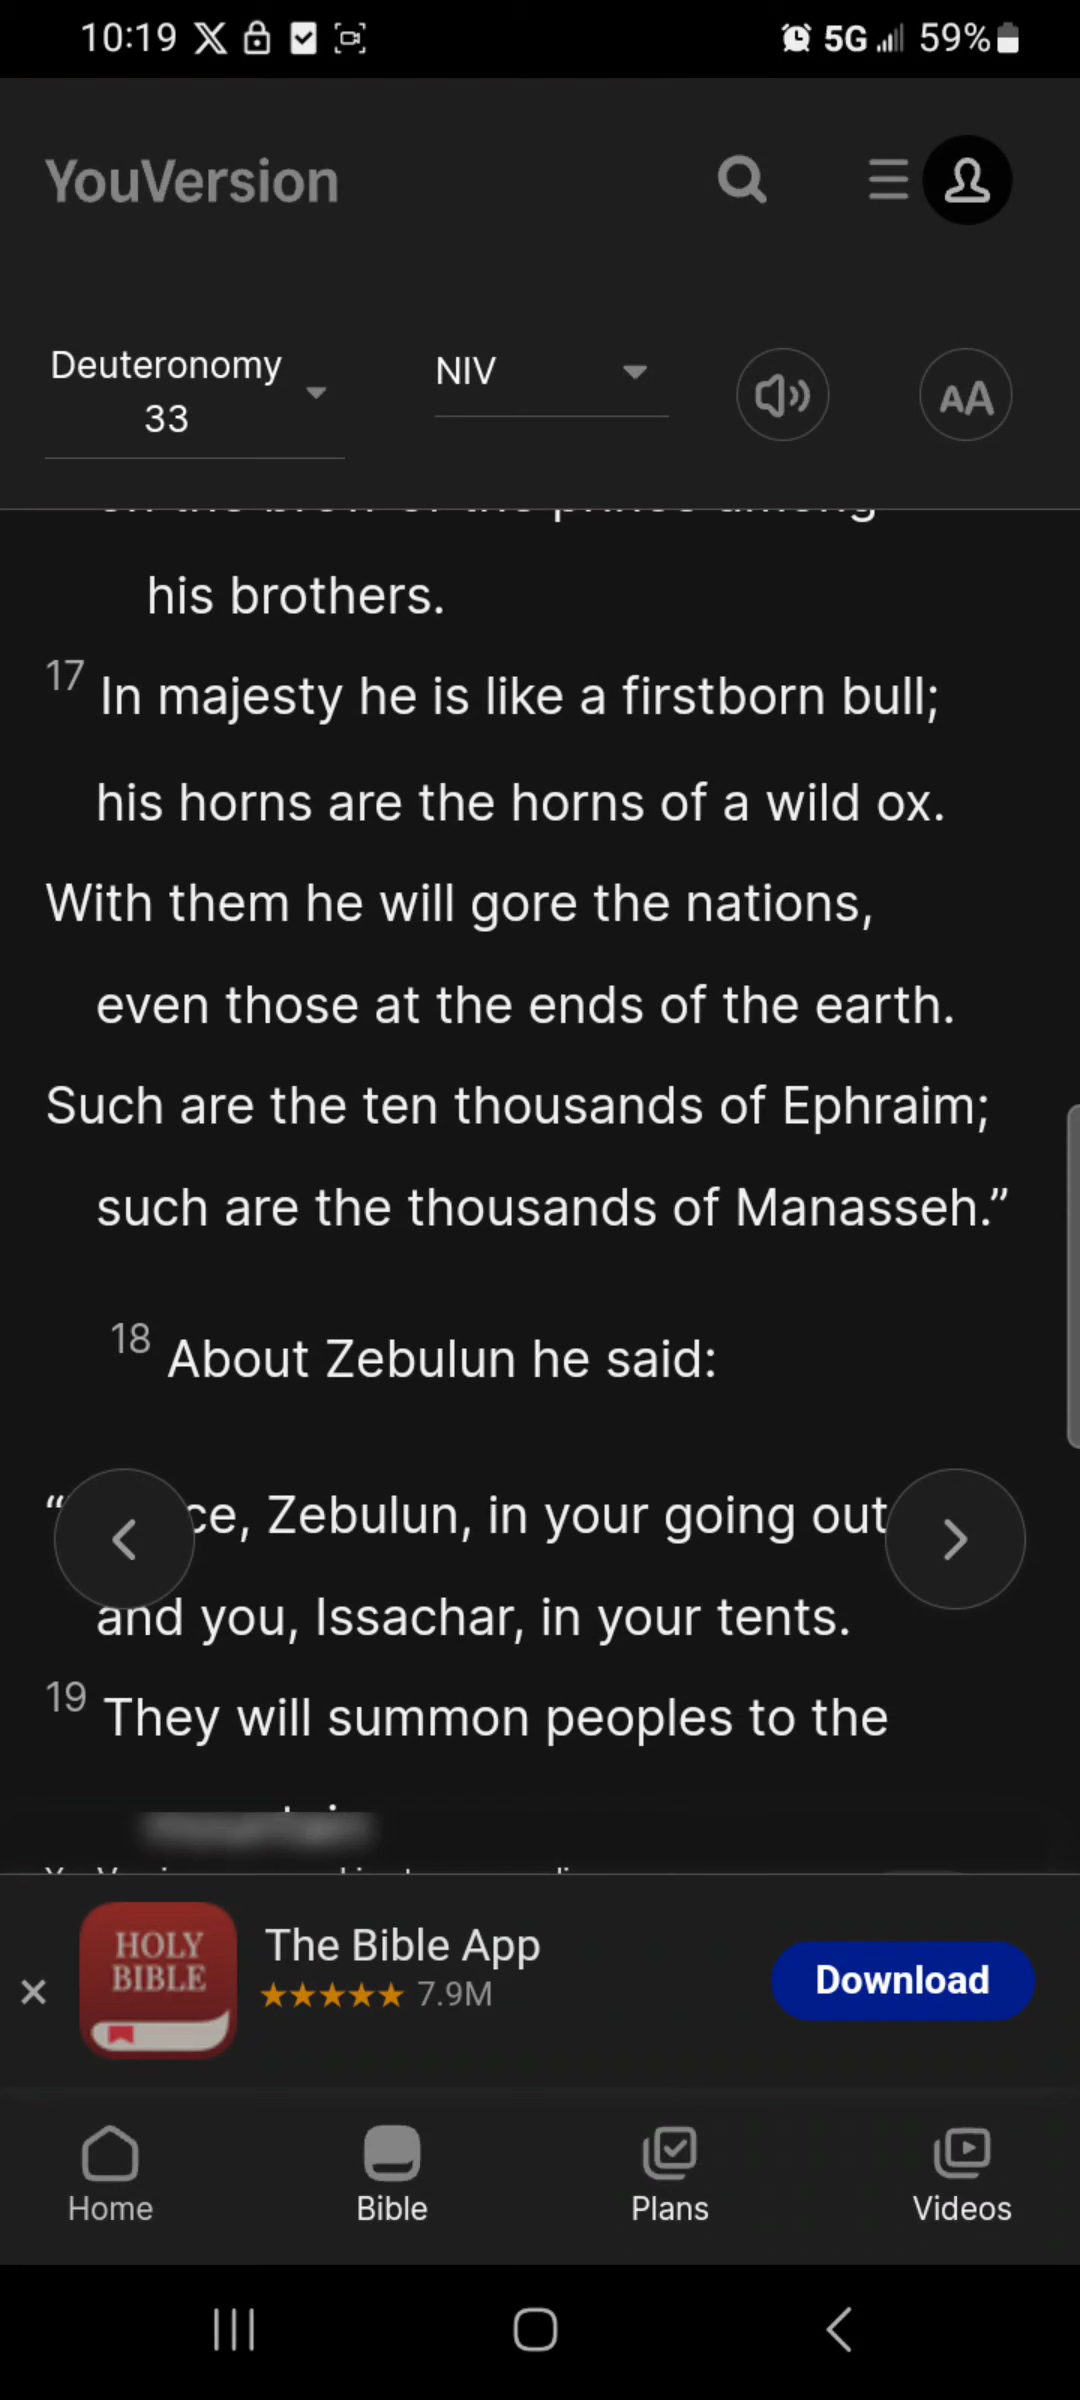 10:19
5G 59%
YouVersion
Deuteronomy
33
NIV
AA
his brothers.
17 In majesty he is like a firstborn bull;
his horns are the horns of a wild ox.
With them he will gore the nations,
even those at the ends of the earth.
Such are the ten thousands of Ephraim;
such are the thousands of Manasseh.”
18 About Zebulun he said:
“ce, Zebulun, in your going out
and you, Issachar, in your tents.
19 They will summon peoples to the
mountain
HOLY
BIBLE
The Bible App
7.9M
Download
Home
Bible
Plans
Videos